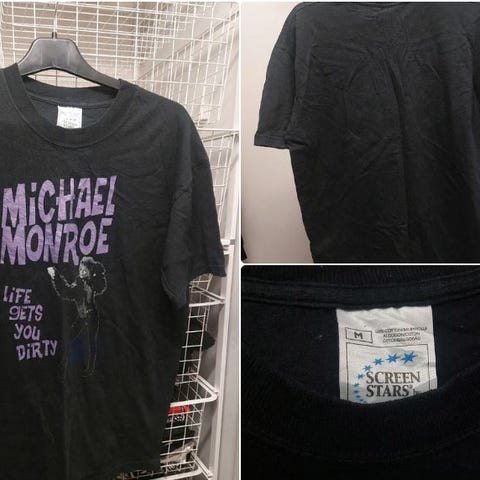 MiCHAEL
MONROE
LiFE
gETS
YOU
DiRTY
M
SCREEN
STARS